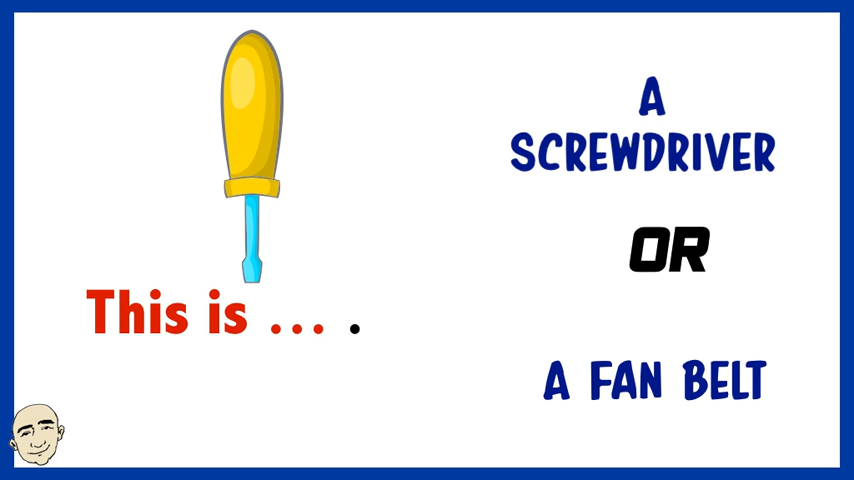 This is ... .
A
SCREWDRIVER
OR
A FAN BELT